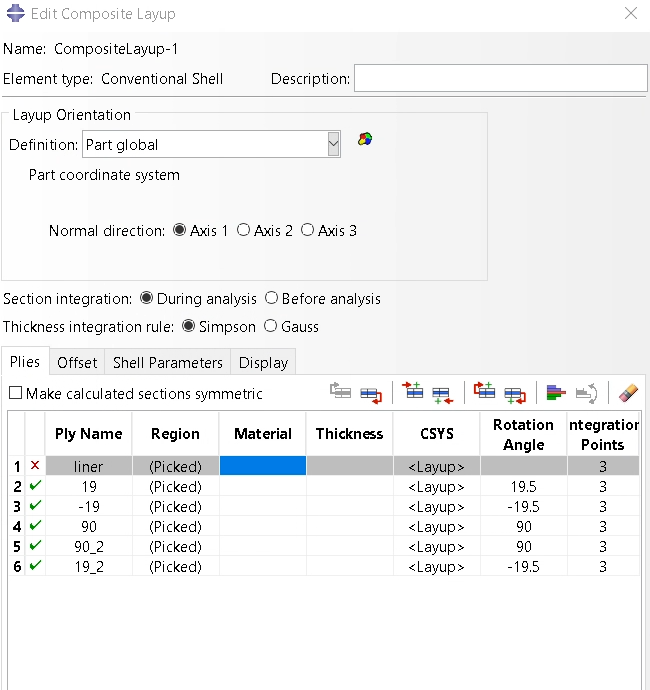 Edit Composite Layup
Name: CompositeLayup-1
Element type: Conventional Shell Description:
Layup Orientation
Definition: Part global
Part coordinate system
Normal direction: Axis 1 Axis 2 Axis 3
Section integration: During analysis Before analysis
Thickness integration rule: Simpson Gauss
Plies Offset Shell Parameters Display
Make calculated sections symmetric
Ply Name Region Material Thickness CSYS Rotation Angle ntegration Points
1 liner (Picked) <Layup> 3
2 19 (Picked) <Layup> 19.5 3
3 -19 (Picked) <Layup> -19.5 3
4 90 (Picked) <Layup> 90 3
5 90_2 (Picked) <Layup> 90 3
6 19_2 (Picked) <Layup> -19.5 3